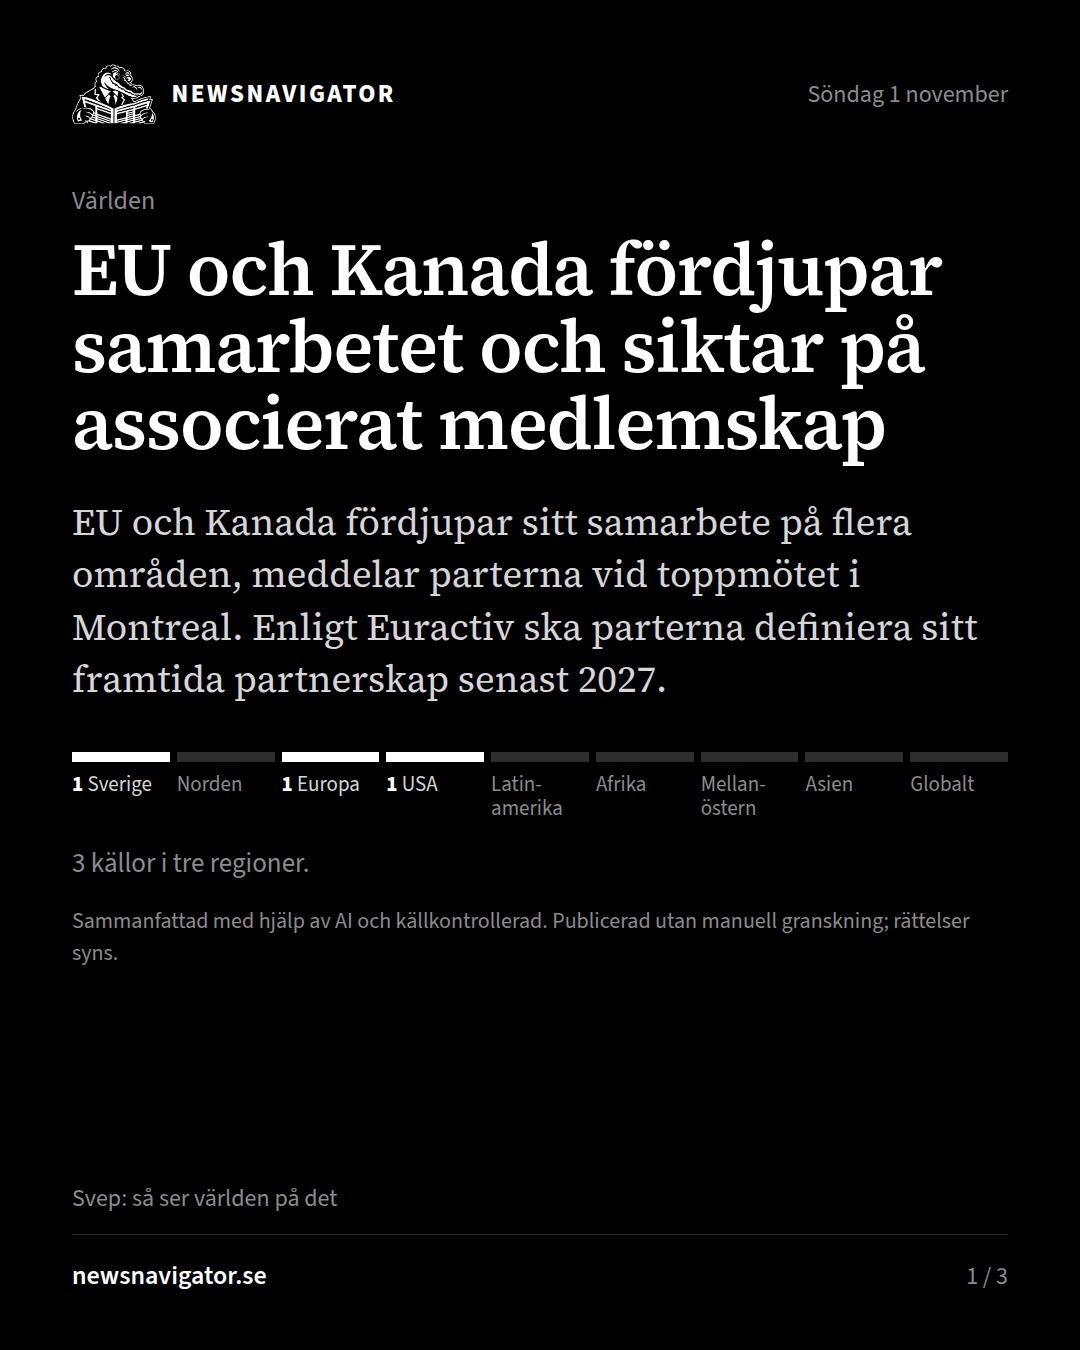 NEWSNAVIGATOR
Söndag 1 november
Världen
EU och Kanada fördjupar
samarbetet och siktar på
associerat medlemskap
EU och Kanada fördjupar sitt samarbete på flera
områden, meddelar parterna vid toppmötet i
Montreal. Enligt Euractiv ska parterna definiera sitt
framtida partnerskap senast 2027.
1 Sverige
Norden
1 Europa
1 USA
Latin-
amerika
Afrika
Mellan-
östern
Asien
Globalt
3 källor i tre regioner.
Sammanfattad med hjälp av AI och källkontrollerad. Publicerad utan manuell granskning; rättelser
syns.
Svep: så ser världen på det
newsnavigator.se
1 / 3